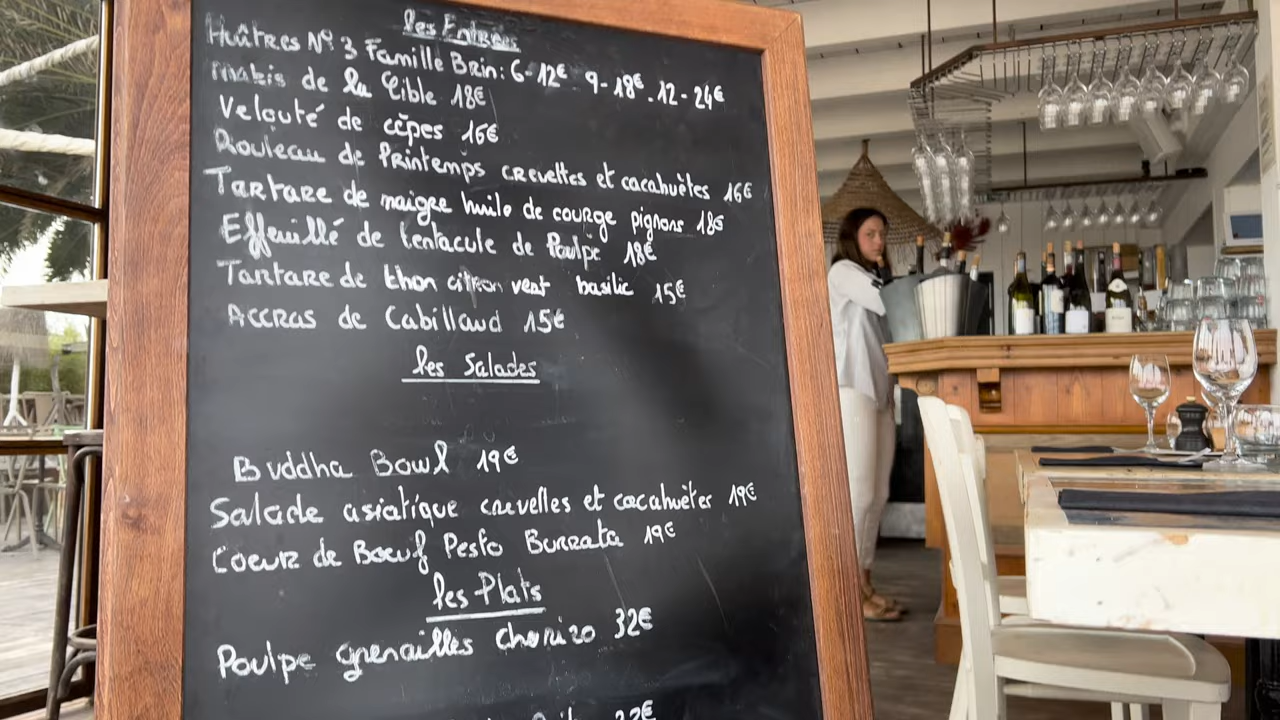 les Entrées
Huîtres N° 3 Famille Brin : 6-12€ 9-18€ . 12-24€
de la Cible 18€
Velouté de cêpes 16€
Rouleau de Printemps crevettes et cacahuètes 16€
Tartare de maigre huile de courge pignons 18€
Effeuillé de tentacule de Poulpe 18€
Tartare de thon citron vert basilic 15€
Accras de Cabillaud 15€
les Salades
Buddha Bowl 19€
Salade asiatique crevettes et cacahuètes 19€
Coeur de Boeuf Pesto Burrata 19€
les Plats
Poulpe grenailles chorizo 32€